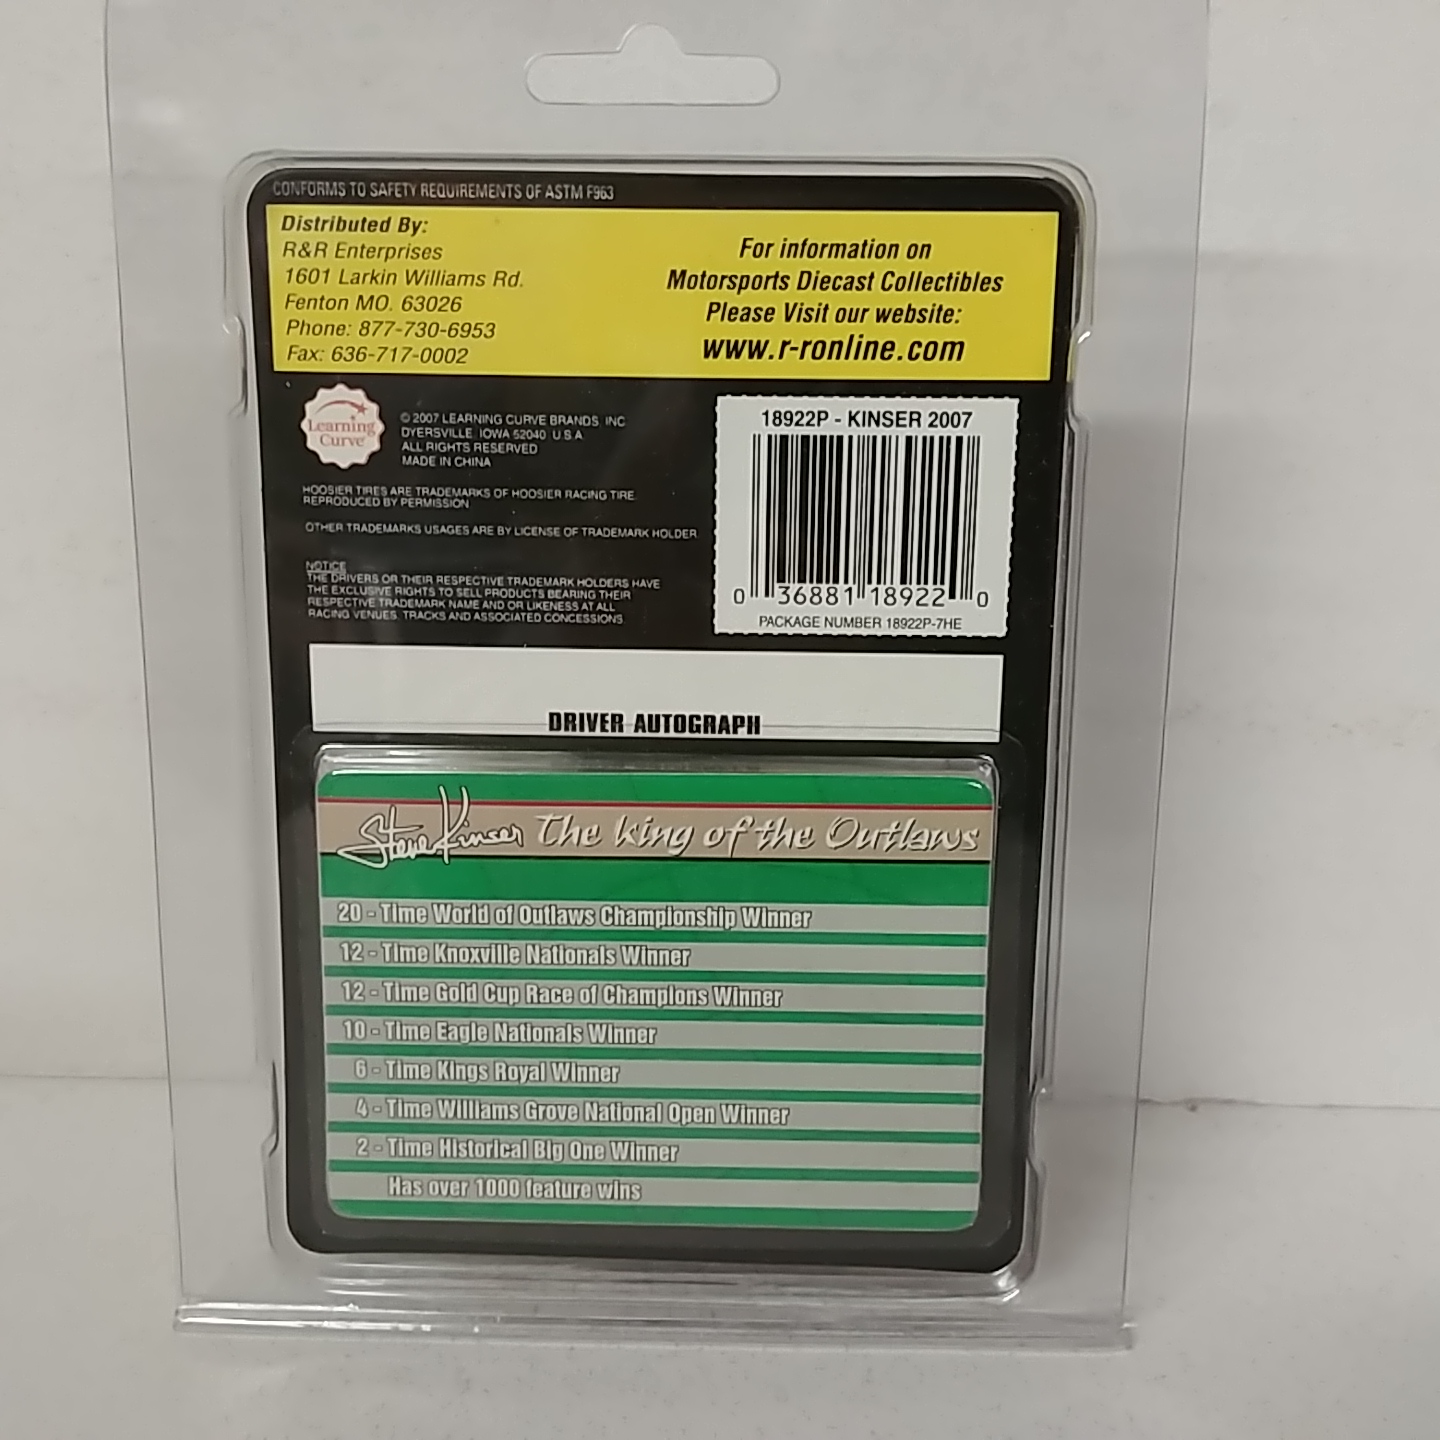 CONFORMS TO SAFETY REQUIREMENTS OF ASTM F963
Distributed By:
R&R Enterprises
1601 Larkin Williams Rd.
Fenton MO. 63026
Phone: 877-730-6953
Fax: 636-717-0002
For information on
Motorsports Diecast Collectibles
Please Visit our website:
www.r-ronline.com
Learning
Curve
© 2007 LEARNING CURVE BRANDS, INC
DYERSVILLE, IOWA 52040 U.S.A
ALL RIGHTS RESERVED
MADE IN CHINA
HOOSIER TIRES ARE TRADEMARKS OF HOOSIER RACING TIRE.
REPRODUCED BY PERMISSION
OTHER TRADEMARKS USAGES ARE BY LICENSE OF TRADEMARK HOLDER
NOTICE
THE DRIVERS OR THEIR RESPECTIVE TRADEMARK HOLDERS HAVE
THE EXCLUSIVE RIGHTS TO SELL PRODUCTS BEARING THEIR
RESPECTIVE TRADEMARK NAME AND OR LIKENESS AT ALL
RACING VENUES, TRACKS AND ASSOCIATED CONCESSIONS
18922P - KINSER 2007
0 36881 18922 0
PACKAGE NUMBER 18922P-7HE
DRIVER AUTOGRAPH
Steve Kinser The King of the Outlaws
20 - Time World of Outlaws Championship Winner
12 - Time Knoxville Nationals Winner
12 - Time Gold Cup Race of Champions Winner
10 - Time Eagle Nationals Winner
6 - Time Kings Royal Winner
4 - Time Williams Grove National Open Winner
2 - Time Historical Big One Winner
Has over 1000 feature wins